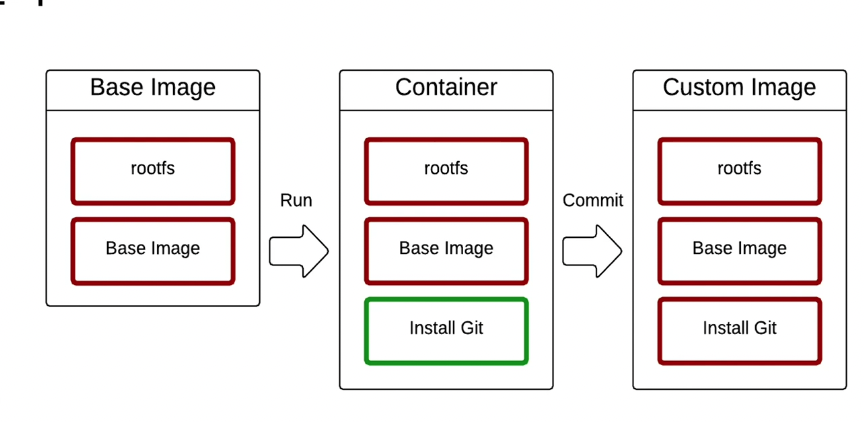 Base Image
rootfs
Base Image
Run
Container
rootfs
Base Image
Install Git
Commit
Custom Image
rootfs
Base Image
Install Git